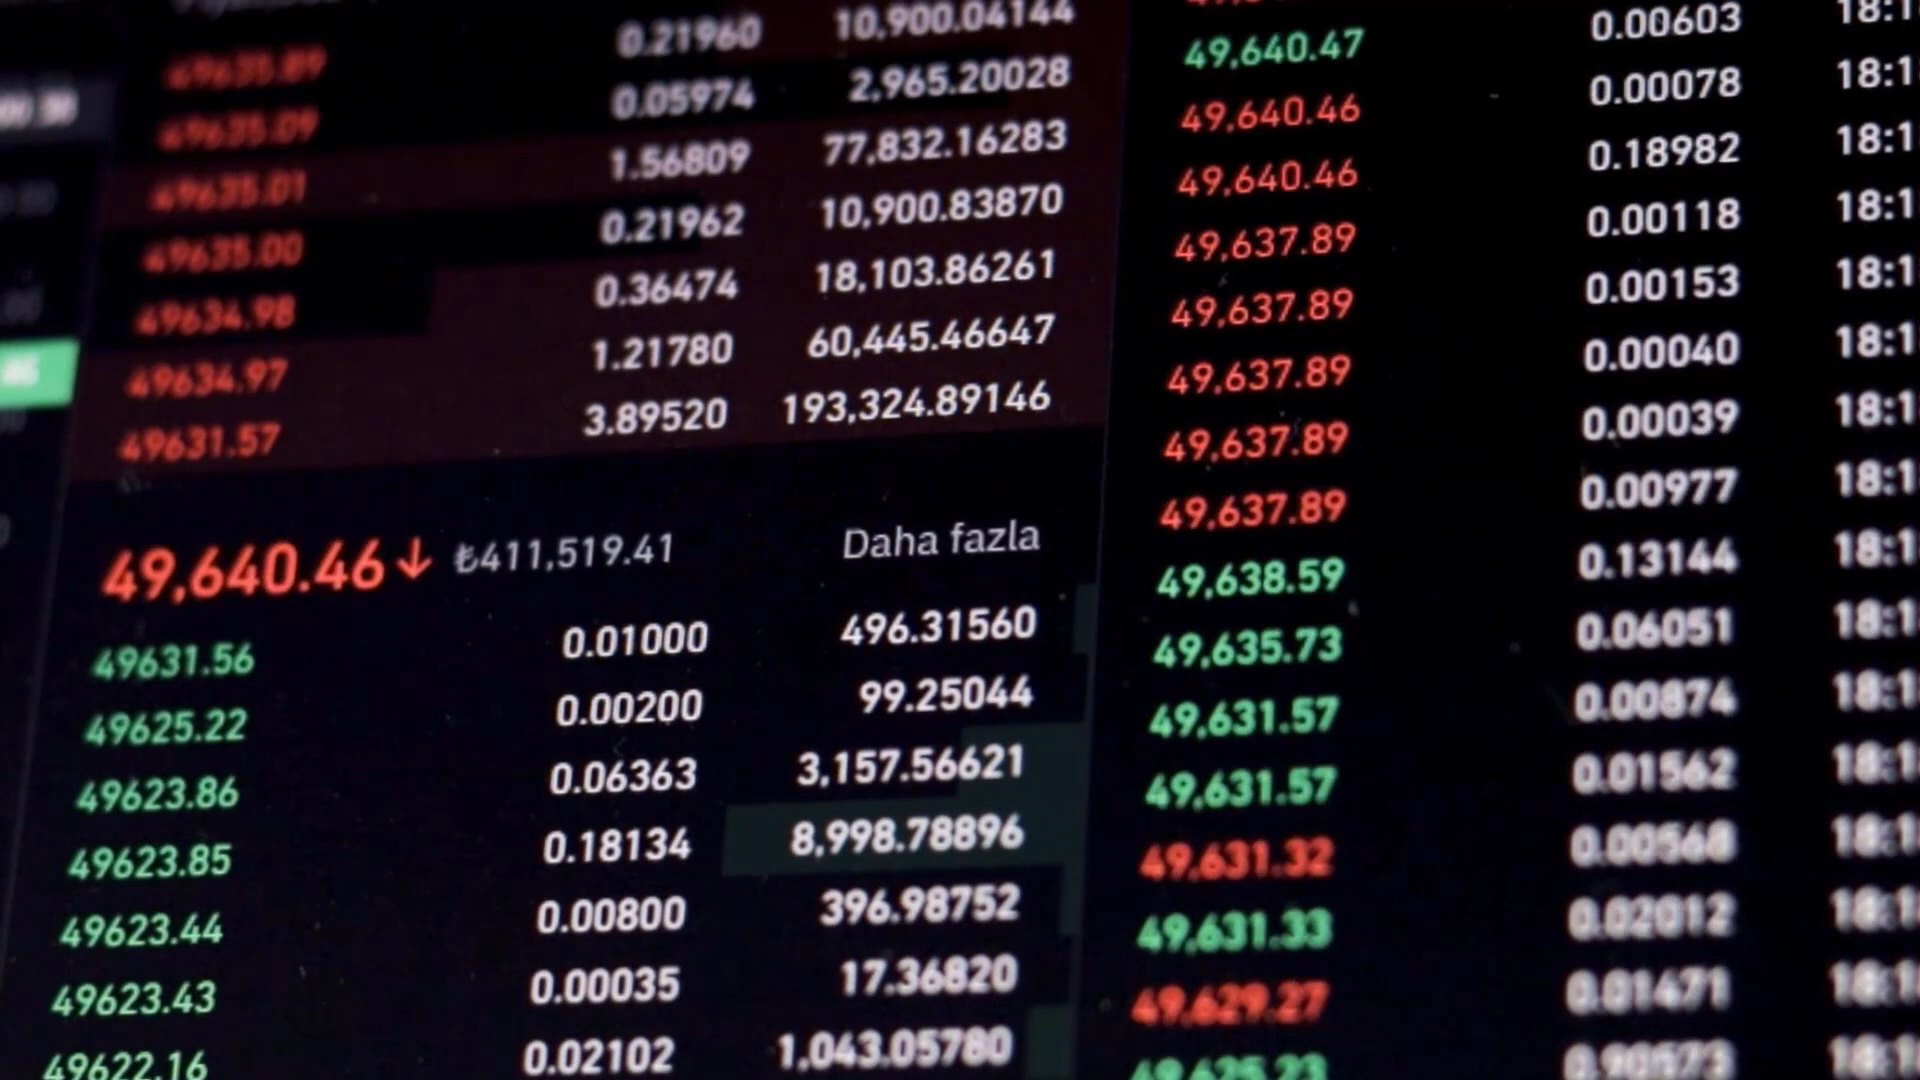 49635.89 0.21960 10,900.04144
49635.09 0.05974 2,965.20028
49635.01 1.56809 77,832.16283
49635.00 0.21962 10,900.83870
49634.98 0.36474 18,103.86261
49634.97 1.21780 60,445.46647
49631.57 3.89520 193,324.89146
49,640.46↓ ₺411,519.41 Daha fazla
49631.56 0.01000 496.31560
49625.22 0.00200 99.25044
49623.86 0.06363 3,157.56621
49623.85 0.18134 8,998.78896
49623.44 0.00800 396.98752
49623.43 0.00035 17.36820
49622.16 0.02102 1,043.05780
0.00603 18:1
49,640.47 0.00078 18:1
49,640.46 0.18982 18:1
49,640.46 0.00118 18:1
49,637.89 0.00153 18:1
49,637.89 0.00040 18:1
49,637.89 0.00039 18:1
49,637.89 0.00977 18:1
49,637.89 0.13144 18:1
49,638.59 0.06051 18:1
49,635.73 0.00874 18:1
49,631.57 0.01562 18:1
49,631.57 0.00568 18:1
49,631.32 0.02012 18:1
49,631.33 0.01471 18:1
49,629.27 0.90573 18:1
49,625.23